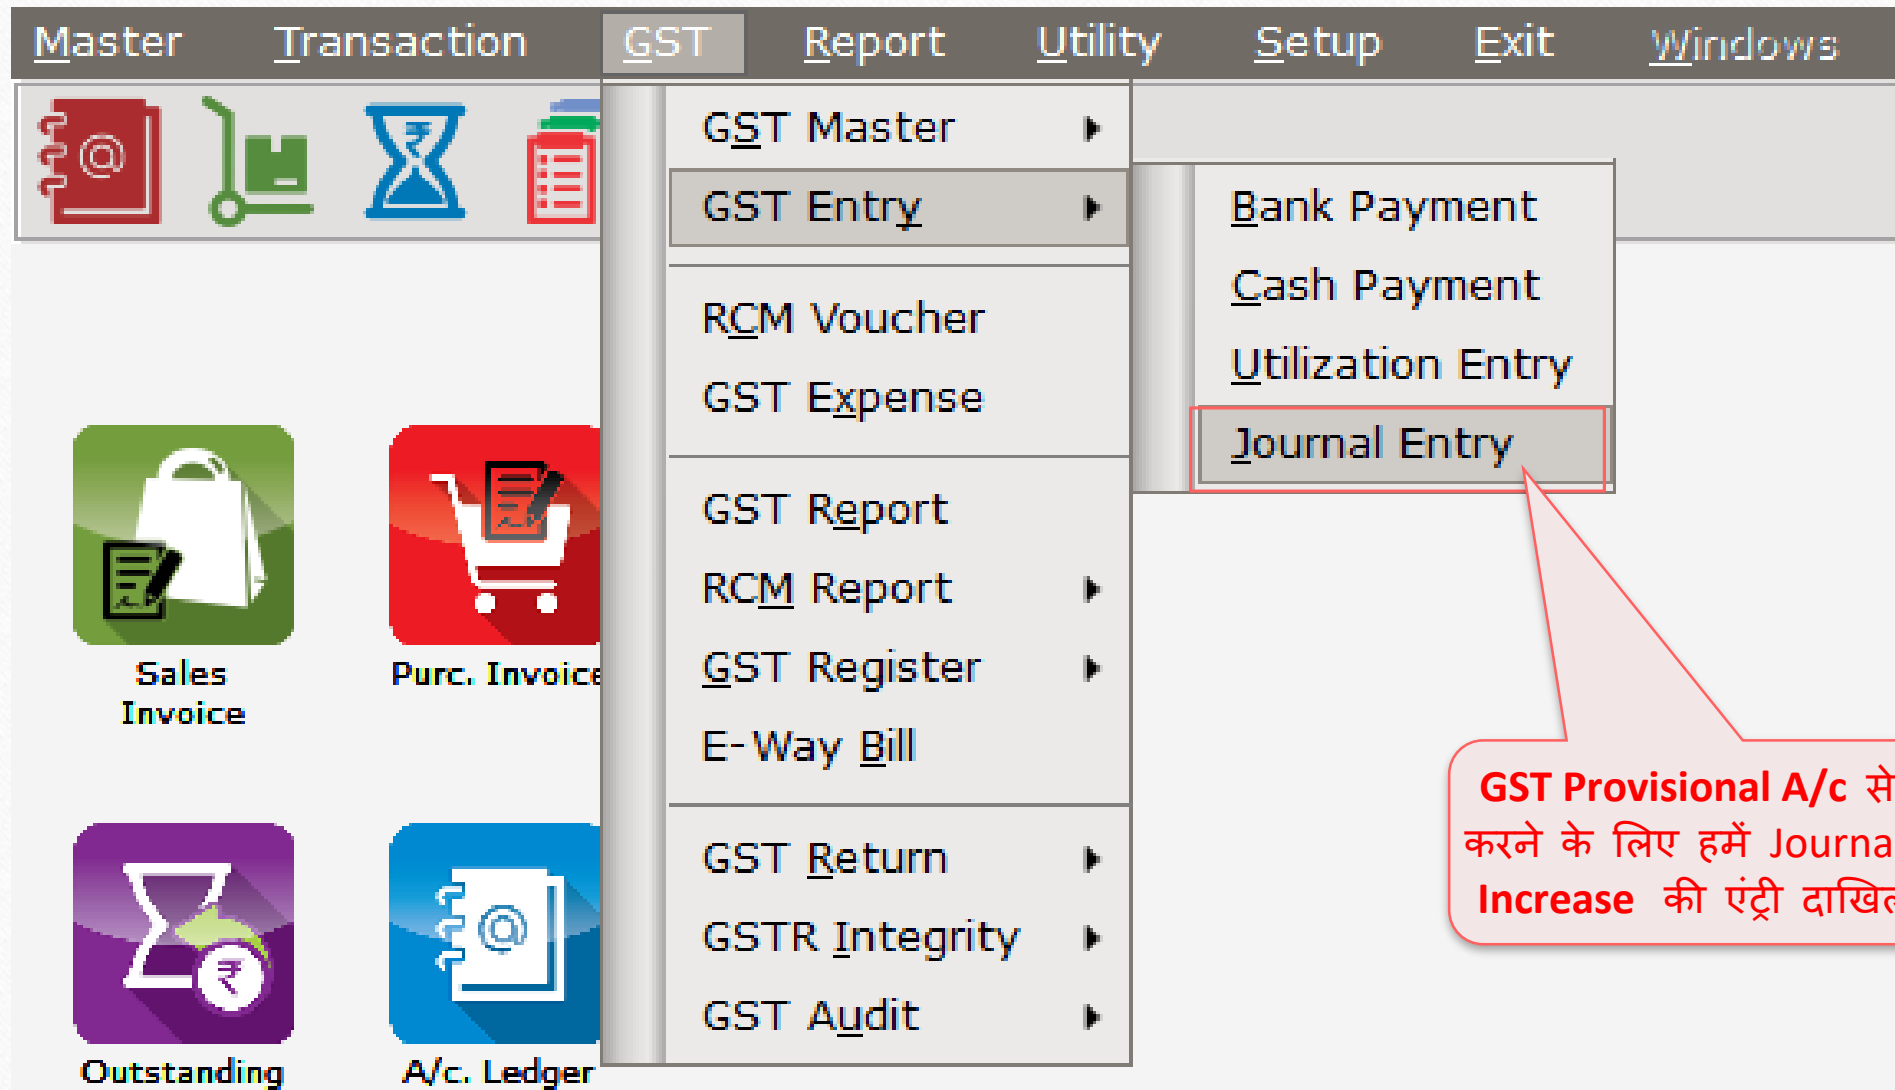 Master Transaction GST Report Utility Setup Exit Windows
GST Master
GST Entry
RCM Voucher
GST Expense
GST Report
RCM Report
GST Register
E-Way Bill
GST Return
GSTR Integrity
GST Audit
Bank Payment
Cash Payment
Utilization Entry
Journal Entry
Sales
Invoice
Purc. Invoice
Outstanding
A/c. Ledger
GST Provisional A/c से
करने के लिए हमें
Increase की एंट्री